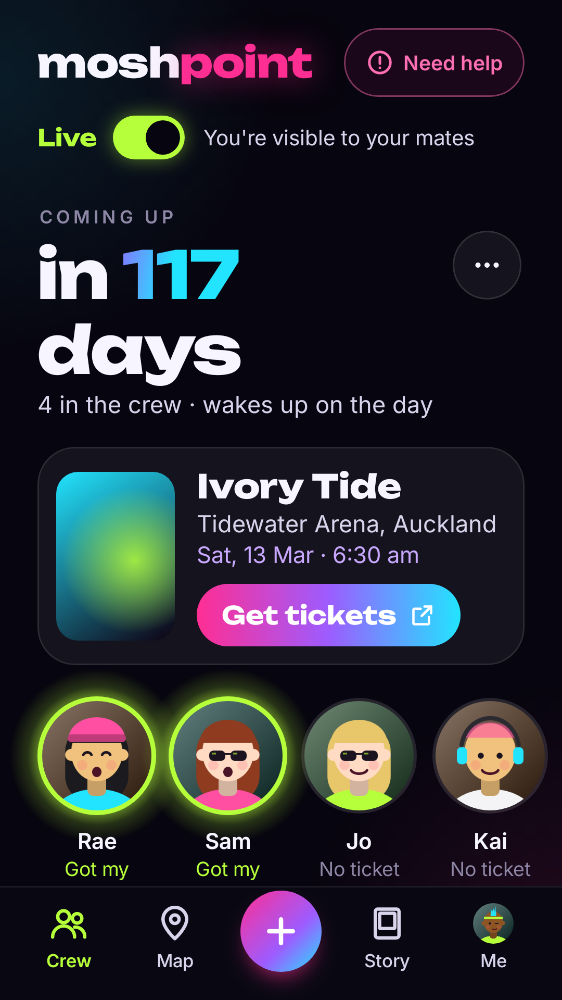 moshpoint
Need help
Live
You're visible to your mates
COMING UP
in 117
days
4 in the crew · wakes up on the day
Ivory Tide
Tidewater Arena, Auckland
Sat, 13 Mar · 6:30 am
Get tickets
Rae
Sam
Jo
Kai
Got my
Got my
No ticket
No ticket
Crew
Map
Story
Me